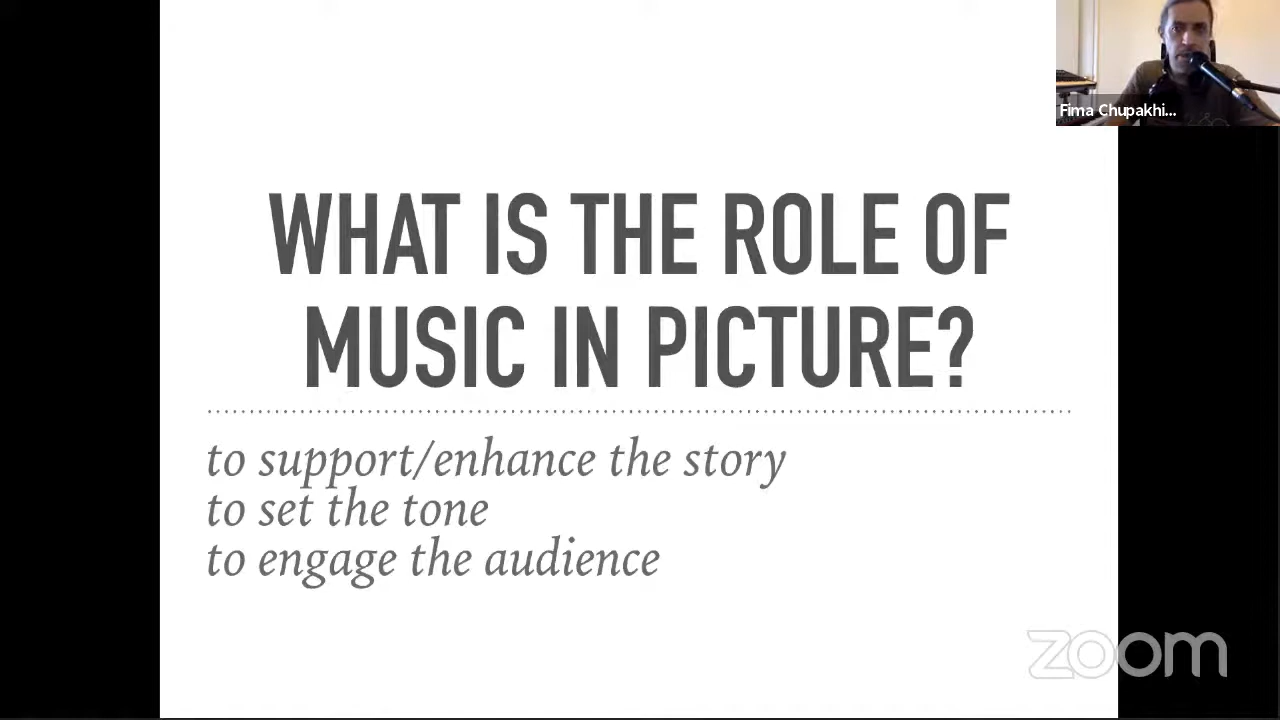 Fima Chupakhi...
WHAT IS THE ROLE OF
MUSIC IN PICTURE?
to support/enhance the story
to set the tone
to engage the audience
zoom